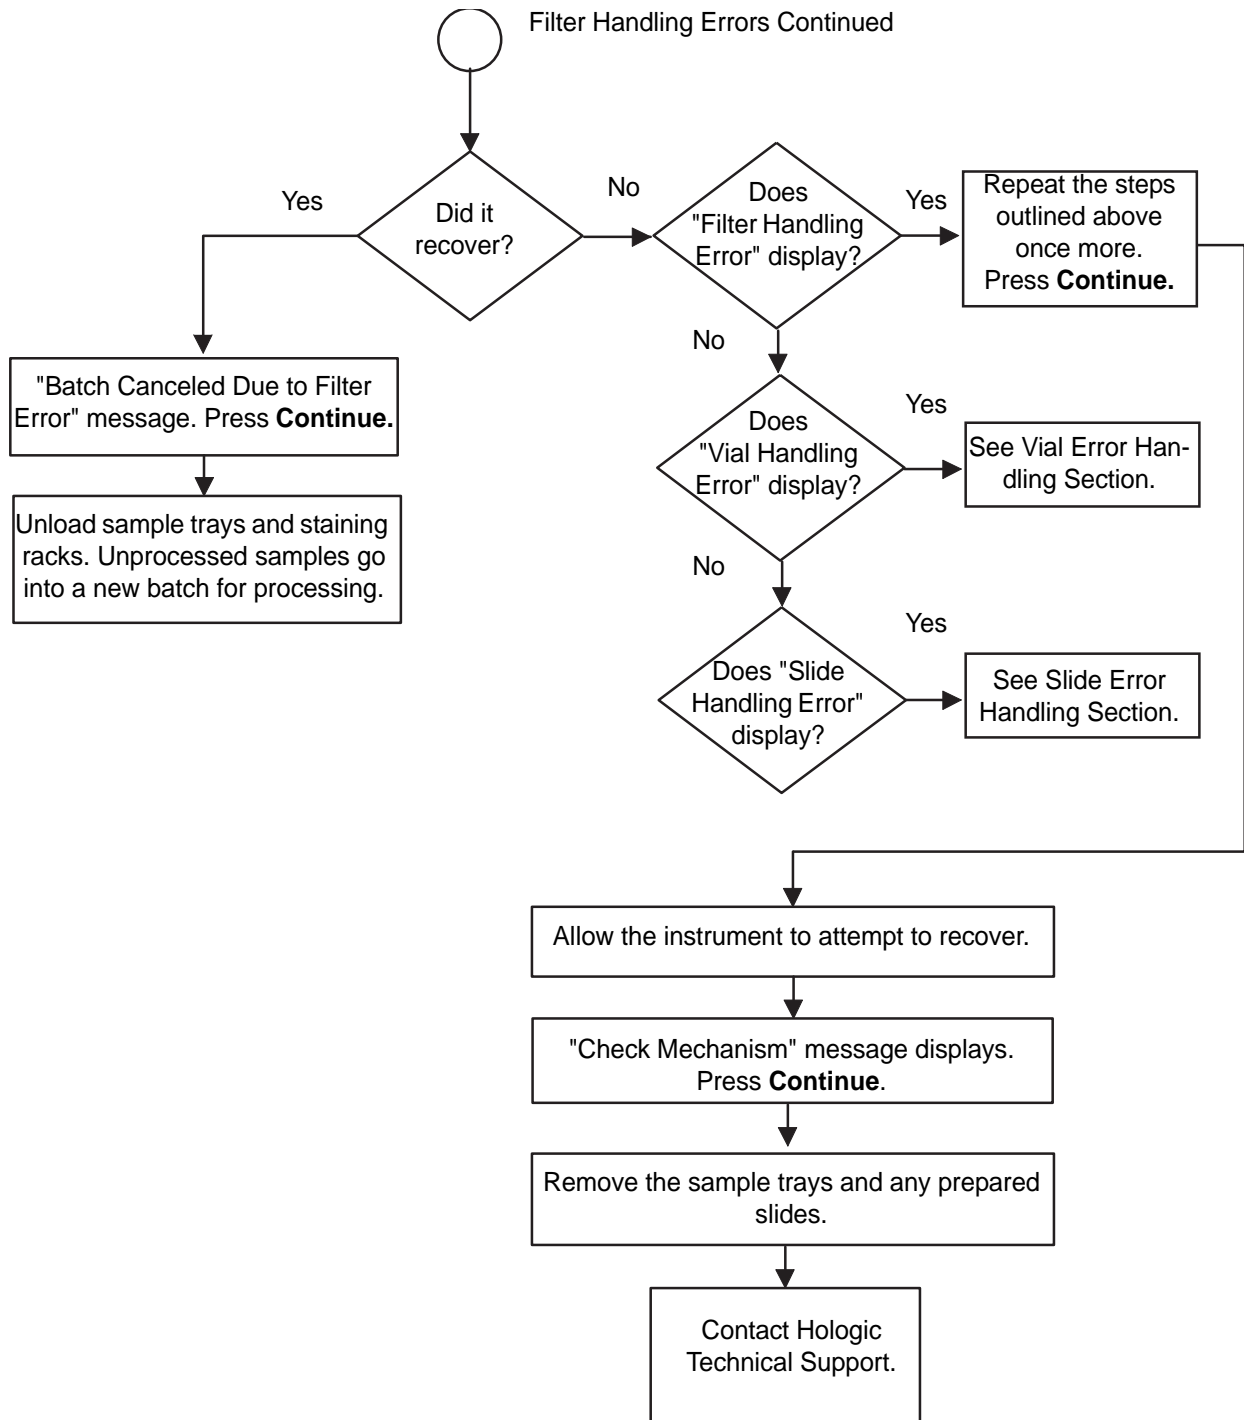 Filter Handling Errors Continued
Yes
Did it
recover?
No
Does
"Filter Handling
Error" display?
Yes
Repeat the steps
outlined above
once more.
Press Continue.
No
"Batch Canceled Due to Filter
Error" message. Press Continue.
Does
"Vial Handling
Error" display?
Yes
See Vial Error Han-
dling Section.
Unload sample trays and staining
racks. Unprocessed samples go
into a new batch for processing.
No
Does "Slide
Handling Error"
display?
Yes
See Slide Error
Handling Section.
Allow the instrument to attempt to recover.
"Check Mechanism" message displays.
Press Continue.
Remove the sample trays and any prepared
slides.
Contact Hologic
Technical Support.